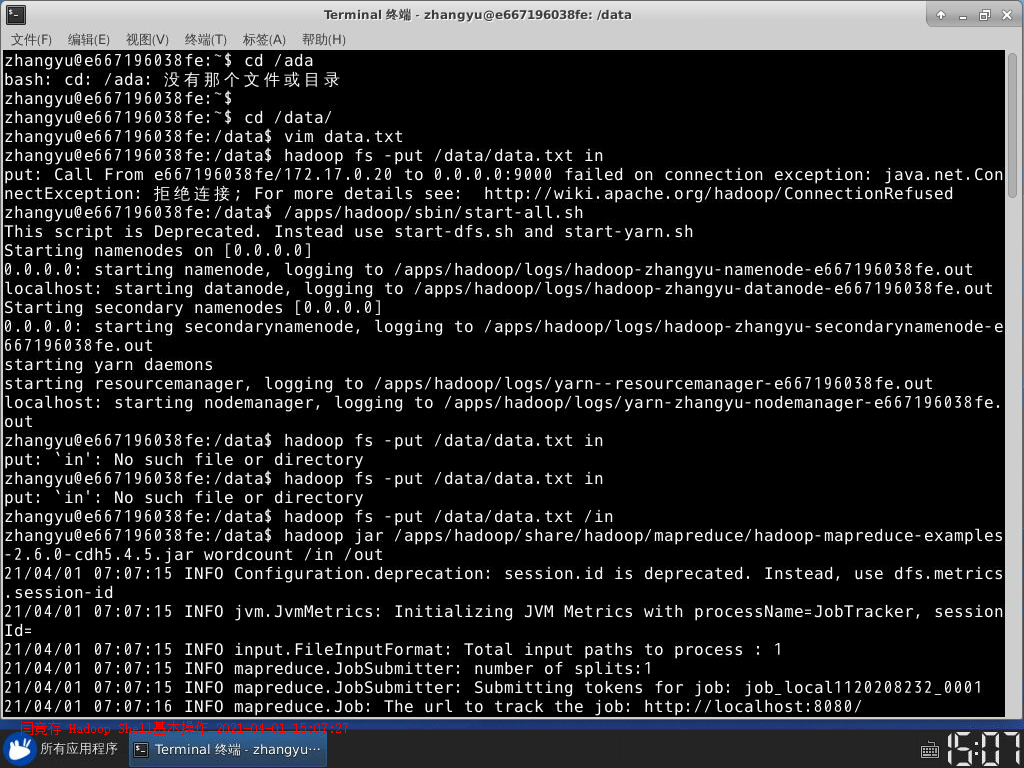 Terminal 终端 - zhangyu@e667196038fe: /data
文件(F) 编辑(E) 视图(V) 终端(T) 标签(A) 帮助(H)
zhangyu@e667196038fe:~$ cd /ada
bash: cd: /ada: 没有那个文件或目录
zhangyu@e667196038fe:~$
zhangyu@e667196038fe:~$ cd /data/
zhangyu@e667196038fe:/data$ vim data.txt
zhangyu@e667196038fe:/data$ hadoop fs -put /data/data.txt in
put: Call From e667196038fe/172.17.0.20 to 0.0.0.0:9000 failed on connection exception: java.net.Con
nectException: 拒绝连接; For more details see:  http://wiki.apache.org/hadoop/ConnectionRefused
zhangyu@e667196038fe:/data$ /apps/hadoop/sbin/start-all.sh
This script is Deprecated. Instead use start-dfs.sh and start-yarn.sh
Starting namenodes on [0.0.0.0]
0.0.0.0: starting namenode, logging to /apps/hadoop/logs/hadoop-zhangyu-namenode-e667196038fe.out
localhost: starting datanode, logging to /apps/hadoop/logs/hadoop-zhangyu-datanode-e667196038fe.out
Starting secondary namenodes [0.0.0.0]
0.0.0.0: starting secondarynamenode, logging to /apps/hadoop/logs/hadoop-zhangyu-secondarynamenode-e
667196038fe.out
starting yarn daemons
starting resourcemanager, logging to /apps/hadoop/logs/yarn--resourcemanager-e667196038fe.out
localhost: starting nodemanager, logging to /apps/hadoop/logs/yarn-zhangyu-nodemanager-e667196038fe.
out
zhangyu@e667196038fe:/data$ hadoop fs -put /data/data.txt in
put: `in': No such file or directory
zhangyu@e667196038fe:/data$ hadoop fs -put /data/data.txt in
put: `in': No such file or directory
zhangyu@e667196038fe:/data$ hadoop fs -put /data/data.txt /in
zhangyu@e667196038fe:/data$ hadoop jar /apps/hadoop/share/hadoop/mapreduce/hadoop-mapreduce-examples
-2.6.0-cdh5.4.5.jar wordcount /in /out
21/04/01 07:07:15 INFO Configuration.deprecation: session.id is deprecated. Instead, use dfs.metrics
.session-id
21/04/01 07:07:15 INFO jvm.JvmMetrics: Initializing JVM Metrics with processName=JobTracker, session
Id=
21/04/01 07:07:15 INFO input.FileInputFormat: Total input paths to process : 1
21/04/01 07:07:15 INFO mapreduce.JobSubmitter: number of splits:1
21/04/01 07:07:15 INFO mapreduce.JobSubmitter: Submitting tokens for job: job_local1120208232_0001
21/04/01 07:07:16 INFO mapreduce.Job: The url to track the job: http://localhost:8080/
Hadoop Shell基本操作 2021-04-01 15:07:27
所有应用程序 Terminal 终端 - zhangyu⋯ 15:07